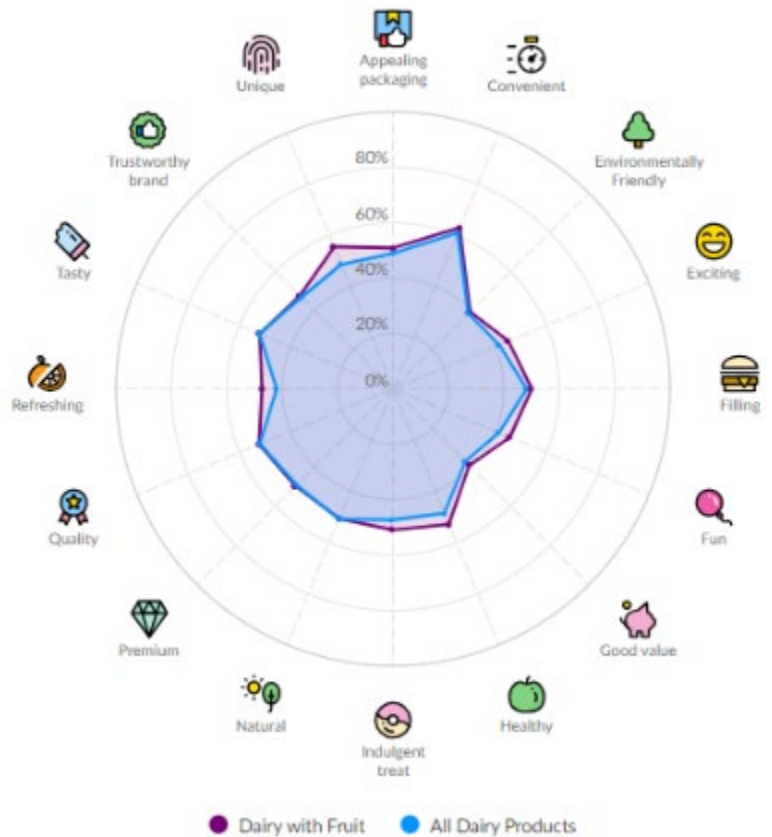 Appealing
packaging
Unique
Convenient
Trustworthy
brand
Environmentally
Friendly
80%
60%
Tasty
Exciting
40%
20%
0%
Refreshing
Filling
Quality
Fun
Premium
Good value
Natural
Healthy
Indulgent
treat
Dairy with Fruit
All Dairy Products